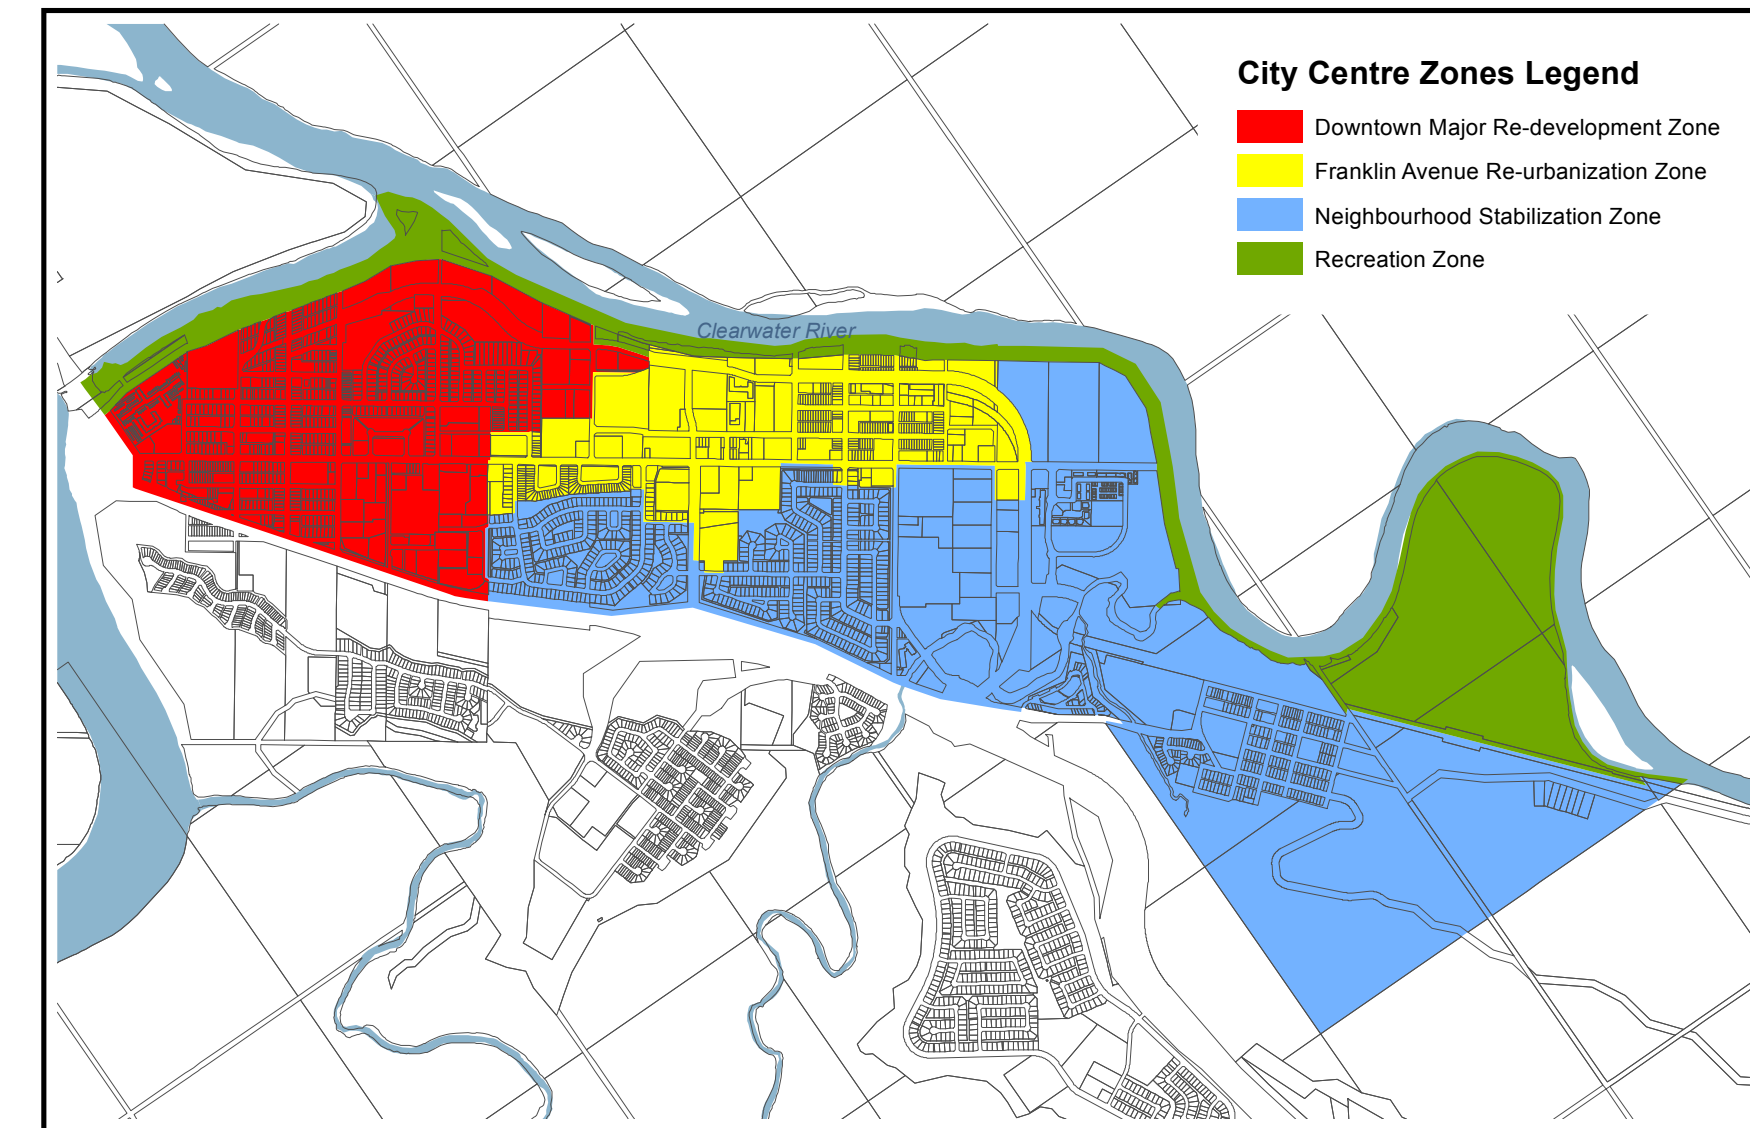 City Centre Zones Legend
Downtown Major Re-development Zone
Franklin Avenue Re-urbanization Zone
Neighbourhood Stabilization Zone
Recreation Zone
Clearwater River